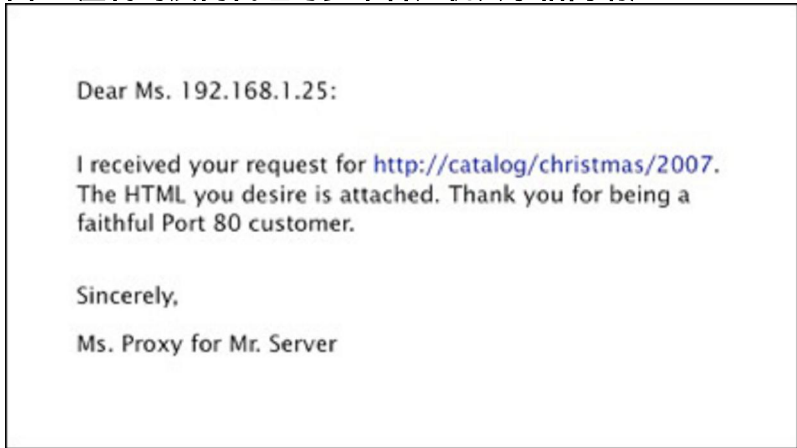 Dear Ms. 192.168.1.25:
I received your request for http://catalog/christmas/2007.
The HTML you desire is attached. Thank you for being a
faithful Port 80 customer.
Sincerely,
Ms. Proxy for Mr. Server